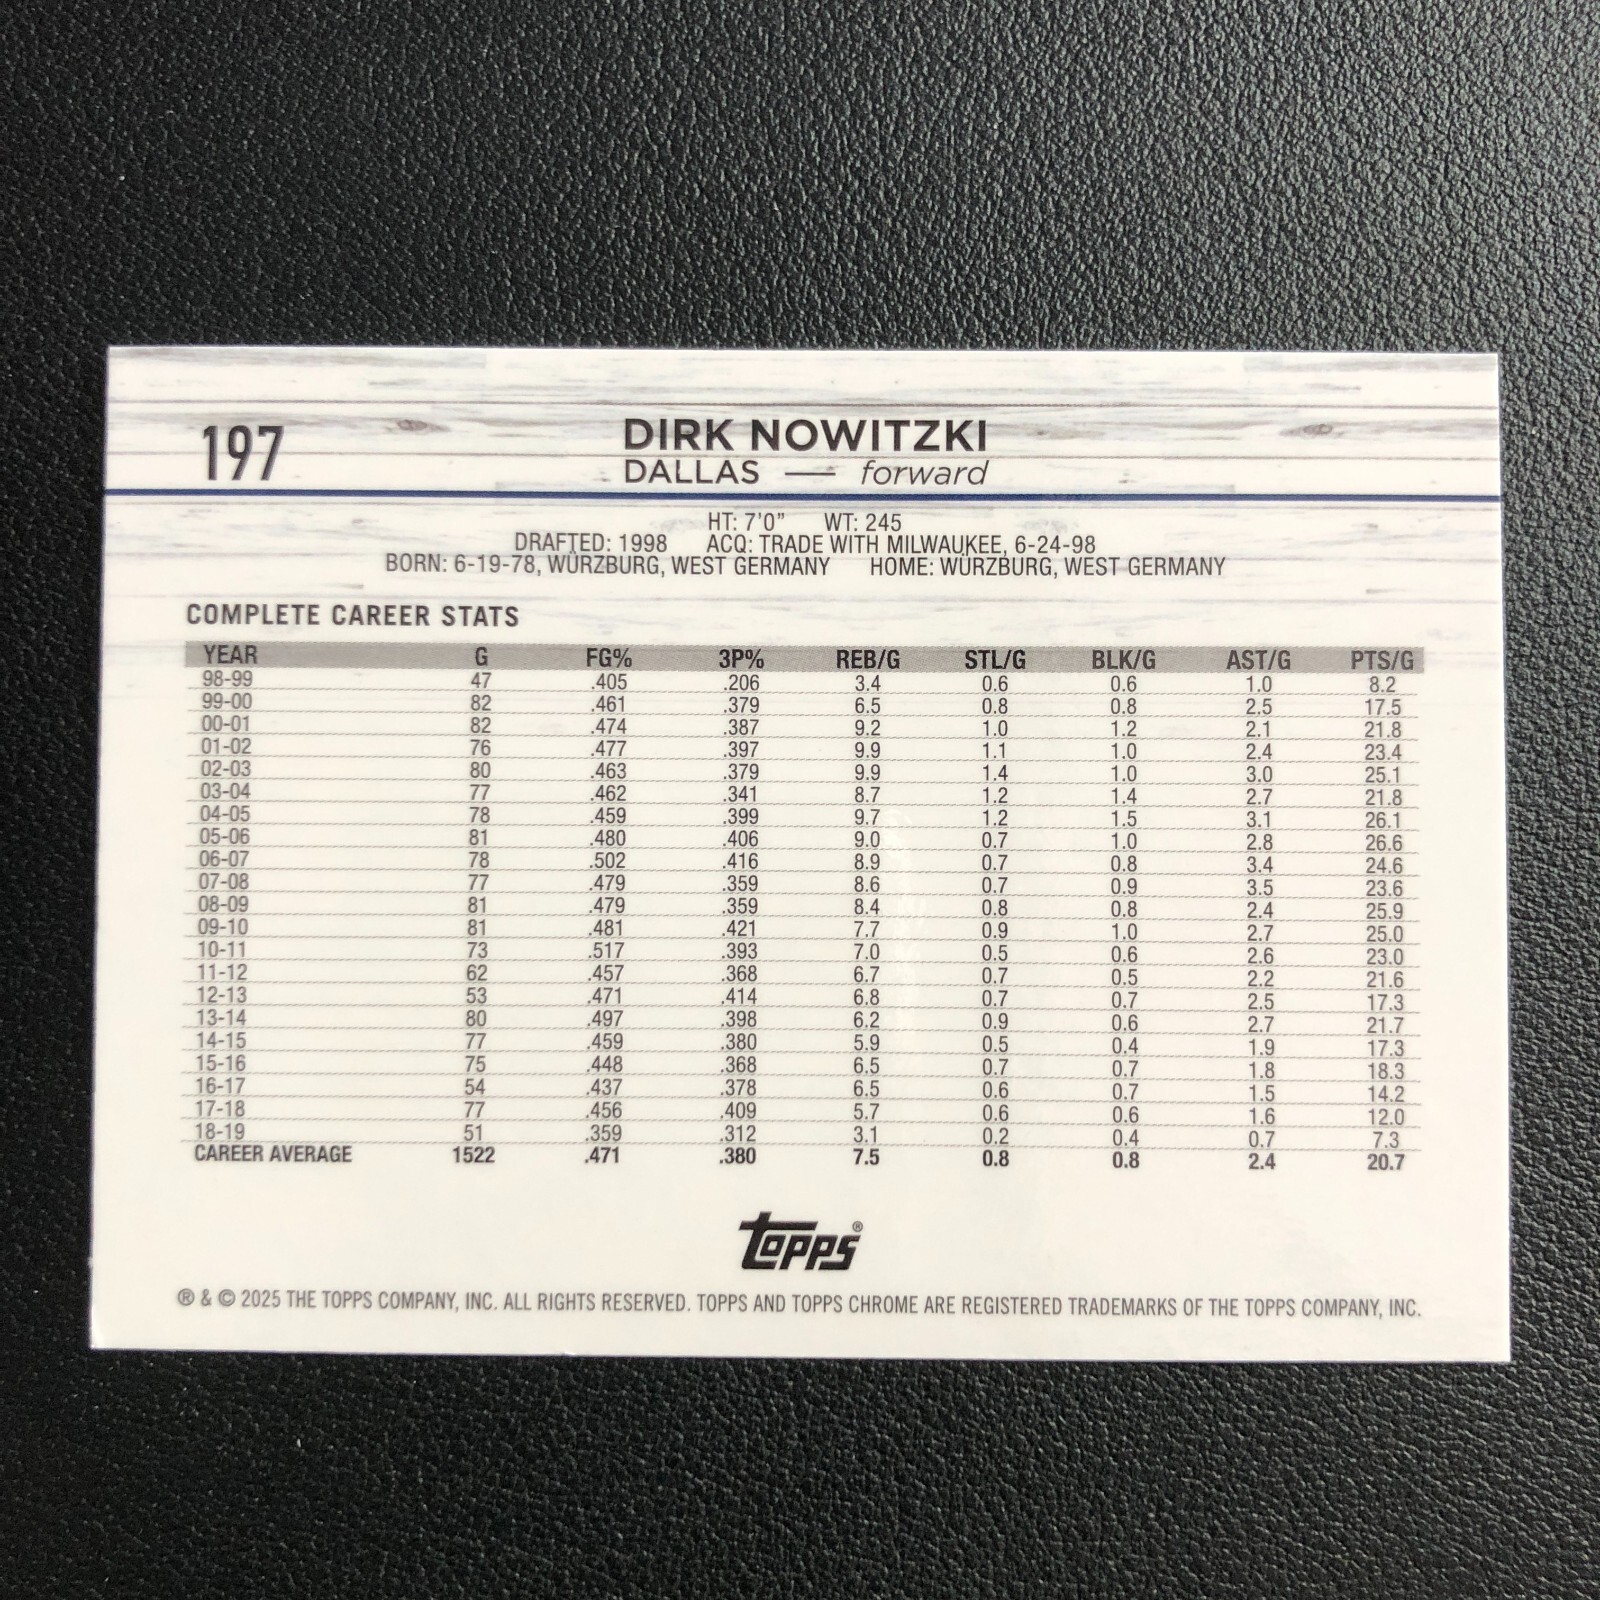 197
DIRK NOWITZKI
DALLAS — forward
HT: 7'0" WT: 245
DRAFTED: 1998 ACQ: TRADE WITH MILWAUKEE, 6-24-98
BORN: 6-19-78, WÜRZBURG, WEST GERMANY HOME: WÜRZBURG, WEST GERMANY
COMPLETE CAREER STATS
YEAR G FG% 3P% REB/G STL/G BLK/G AST/G PTS/G
98-99 47 .405 .206 3.4 0.6 0.6 1.0 8.2
99-00 82 .461 .379 6.5 0.8 0.8 2.5 17.5
00-01 82 .474 .387 9.2 1.0 1.2 2.1 21.8
01-02 76 .477 .397 9.9 1.1 1.0 2.4 23.4
02-03 80 .463 .379 9.9 1.4 1.0 3.0 25.1
03-04 77 .462 .341 8.7 1.2 1.4 2.7 21.8
04-05 78 .459 .399 9.7 1.2 1.5 3.1 26.1
05-06 81 .480 .406 9.0 0.7 1.0 2.8 26.6
06-07 78 .502 .416 8.9 0.7 0.8 3.4 24.6
07-08 77 .479 .359 8.6 0.7 0.9 3.5 23.6
08-09 81 .479 .359 8.4 0.8 0.8 2.4 25.9
09-10 81 .481 .421 7.7 0.9 1.0 2.7 25.0
10-11 73 .517 .393 7.0 0.5 0.6 2.6 23.0
11-12 62 .457 .368 6.7 0.7 0.5 2.2 21.6
12-13 53 .471 .414 6.8 0.7 0.7 2.5 17.3
13-14 80 .497 .398 6.2 0.9 0.6 2.7 21.7
14-15 77 .459 .380 5.9 0.5 0.4 1.9 17.3
15-16 75 .448 .368 6.5 0.7 0.7 1.8 18.3
16-17 54 .437 .378 6.5 0.6 0.7 1.5 14.2
17-18 77 .456 .409 5.7 0.6 0.6 1.6 12.0
18-19 51 .359 .312 3.1 0.2 0.4 0.7 7.3
CAREER AVERAGE 1522 .471 .380 7.5 0.8 0.8 2.4 20.7
topps®
® & © 2025 THE TOPPS COMPANY, INC. ALL RIGHTS RESERVED. TOPPS AND TOPPS CHROME ARE REGISTERED TRADEMARKS OF THE TOPPS COMPANY, INC.